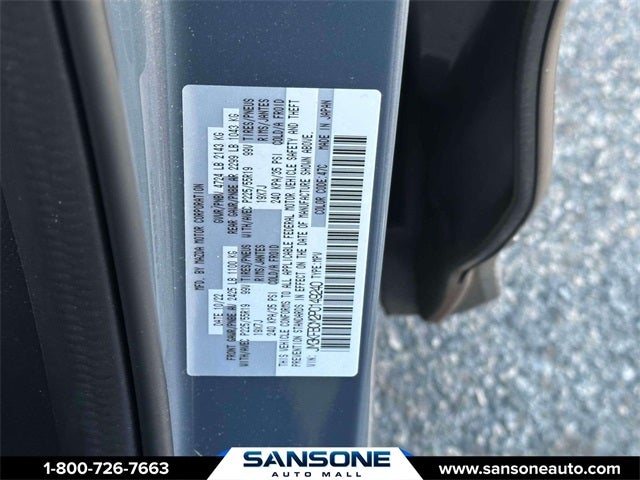 MFD. BY MAZDA MOTOR CORPORATION
DATE 10/22 GVWR/PNBV 4724 LB 2143 KG
FRONT GAWR/PNBE AV 2425 LB 1100 KG REAR GAWR/PNBE AR 2299 LB 1043 KG
WITH/AVEC P225/55R19 99V TIRES/PNEUS WITH/AVEC P225/55R19 99V TIRES/PNEUS
19X7J RIMS/JANTES 19X7J RIMS/JANTES
240 KPA/35 PSI COLD/A FROID 240 KPA/35 PSI COLD/A FROID
THIS VEHICLE CONFORMS TO ALL APPLICABLE FEDERAL MOTOR VEHICLE SAFETY AND THEFT
PREVENTION STANDARDS IN EFFECT ON THE DATE OF MANUFACTURE SHOWN ABOVE.
VIN: TYPE:MPV COLOR CODE:47C MADE IN JAPAN
1-800-726-7663
SANSONE
AUTO MALL
www.sansoneauto.com